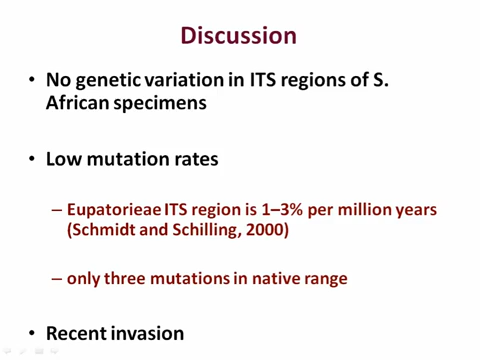 Discussion
• No genetic variation in ITS regions of S.
African specimens
• Low mutation rates
– Eupatorieae ITS region is 1–3% per million years
(Schmidt and Schilling, 2000)
– only three mutations in native range
• Recent invasion